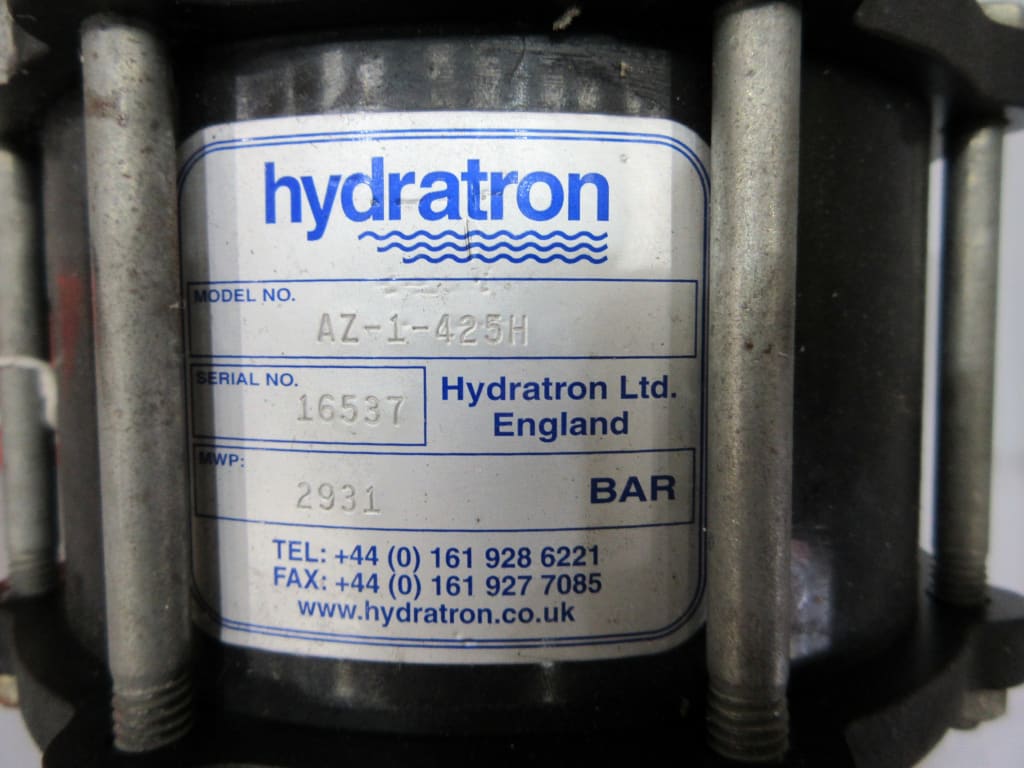 hydratron
MODEL NO.
AZ-1-425H
SERIAL NO.
16537
Hydratron Ltd.
England
MWP:
2931 BAR
TEL: +44 (0) 161 928 6221
FAX: +44 (0) 161 927 7085
www.hydratron.co.uk